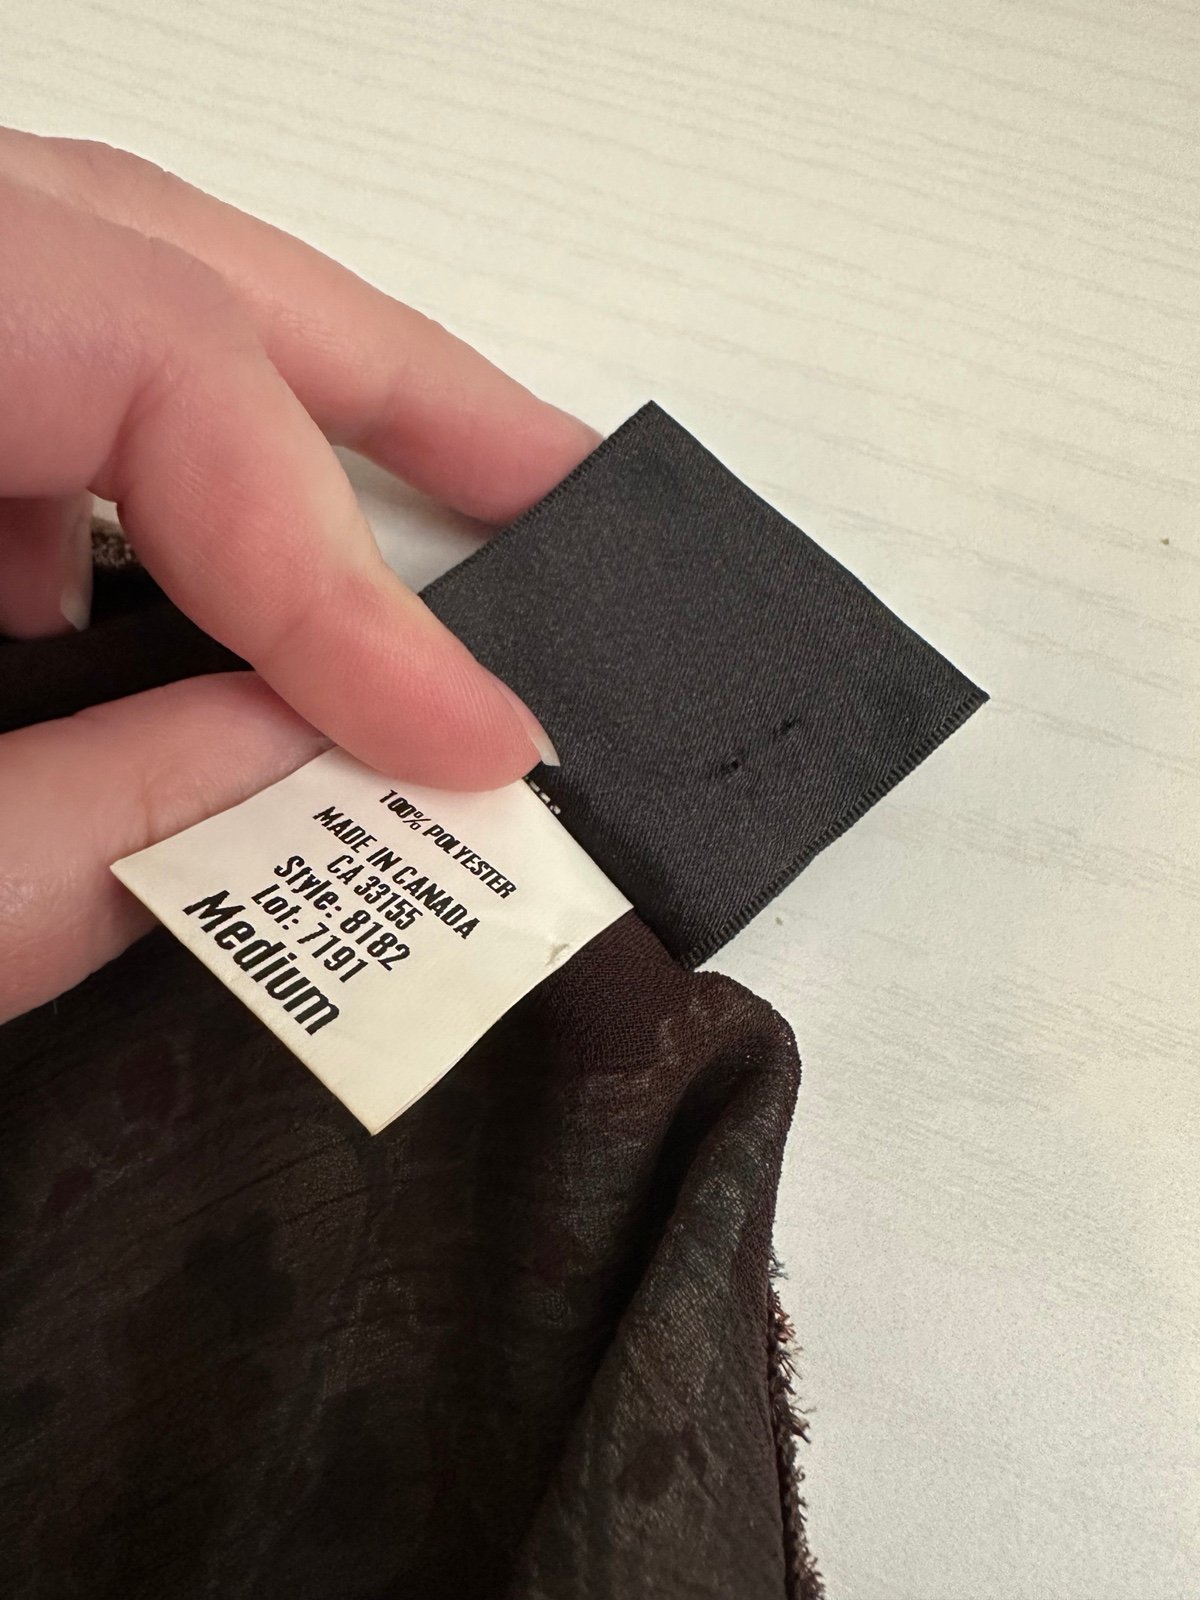 100% POLYESTER
MADE IN CANADA
CA 33155
Style: 8182
Lot: 7191
Medium